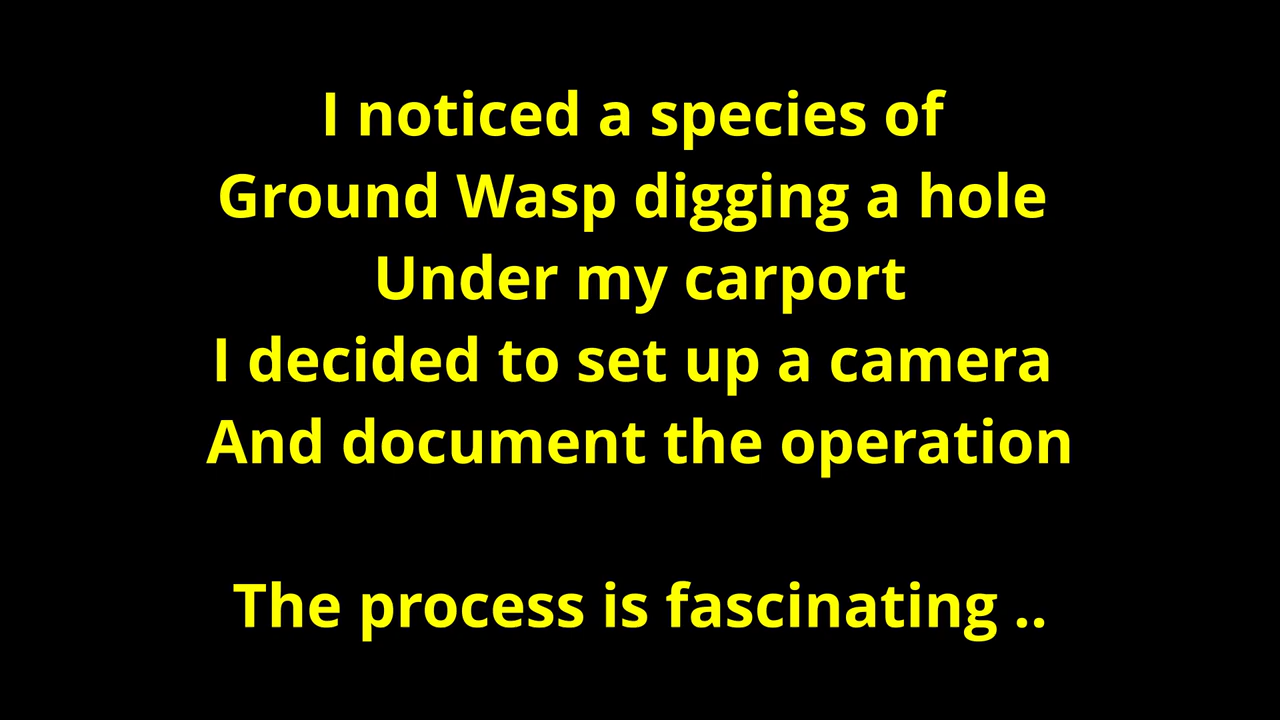 I noticed a species of
Ground Wasp digging a hole
Under my carport
I decided to set up a camera
And document the operation
The process is fascinating ..